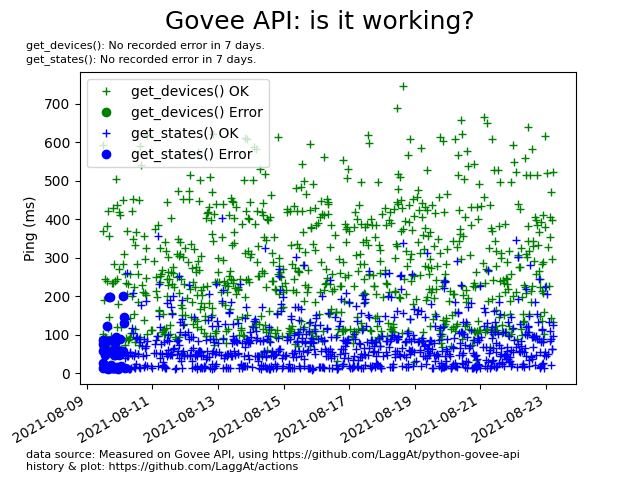 Govee API: is it working?
get_devices(): No recorded error in 7 days.
get_states(): No recorded error in 7 days.
get_devices() OK
get_devices() Error
get_states() OK
get_states() Error
Ping (ms)
700
600
500
400
300
200
100
0
2021-08-09
2021-08-11
2021-08-13
2021-08-15
2021-08-17
2021-08-19
2021-08-21
2021-08-23
data source: Measured on Govee API, using https://github.com/LaggAt/python-govee-api
history & plot: https://github.com/LaggAt/actions